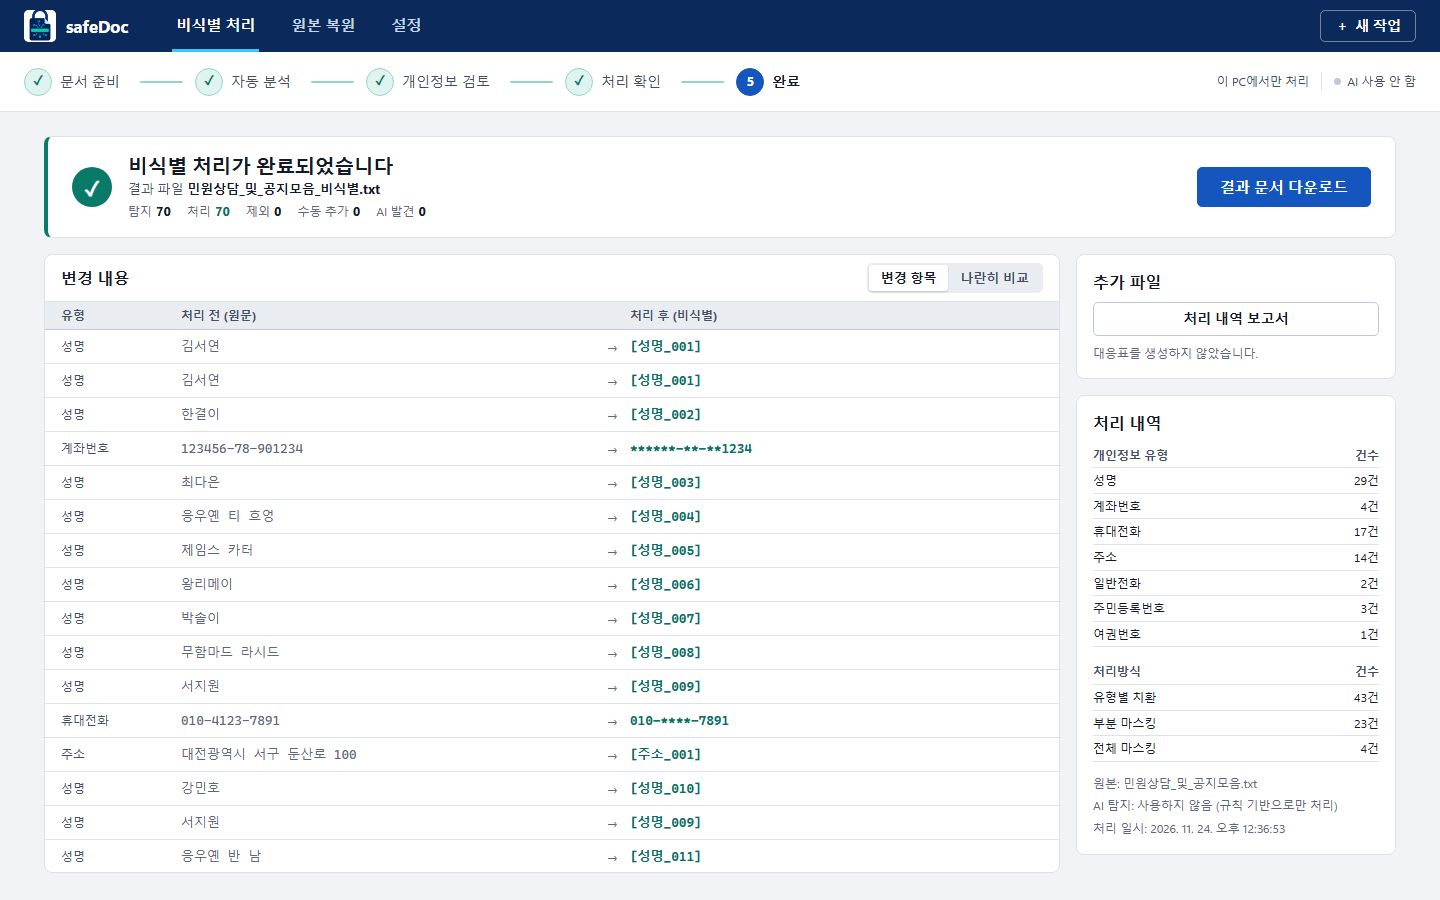 safeDoc 비식별 처리 원본 복원 설정 + 새 작업
✓ 문서 준비 ✓ 자동 분석 ✓ 개인정보 검토 ✓ 처리 확인 5 완료 이 PC에서만 처리 AI 사용 안 함
비식별 처리가 완료되었습니다
결과 파일 민원상담_및_공지모음_비식별.txt
탐지 70 처리 70 제외 0 수동 추가 0 AI 발견 0
결과 문서 다운로드
변경 내용 변경 항목 나란히 비교
유형 처리 전 (원문) 처리 후 (비식별)
성명 김서연 → [성명_001]
성명 김서연 → [성명_001]
성명 한결이 → [성명_002]
계좌번호 123456-78-901234 → ******-**-**1234
성명 최다은 → [성명_003]
성명 응우옌 티 흐엉 → [성명_004]
성명 제임스 카터 → [성명_005]
성명 왕리메이 → [성명_006]
성명 박솔이 → [성명_007]
성명 무함마드 라시드 → [성명_008]
성명 서지원 → [성명_009]
휴대전화 010-4123-7891 → 010-****-7891
주소 대전광역시 서구 둔산로 100 → [주소_001]
성명 강민호 → [성명_010]
성명 서지원 → [성명_009]
성명 응우옌 반 남 → [성명_011]
추가 파일
처리 내역 보고서
대응표를 생성하지 않았습니다.
처리 내역
개인정보 유형 건수
성명 29건
계좌번호 4건
휴대전화 17건
주소 14건
일반전화 2건
주민등록번호 3건
여권번호 1건
처리방식 건수
유형별 치환 43건
부분 마스킹 23건
전체 마스킹 4건
원본: 민원상담_및_공지모음.txt
AI 탐지: 사용하지 않음 (규칙 기반으로만 처리)
처리 일시: 2026. 11. 24. 오후 12:36:53